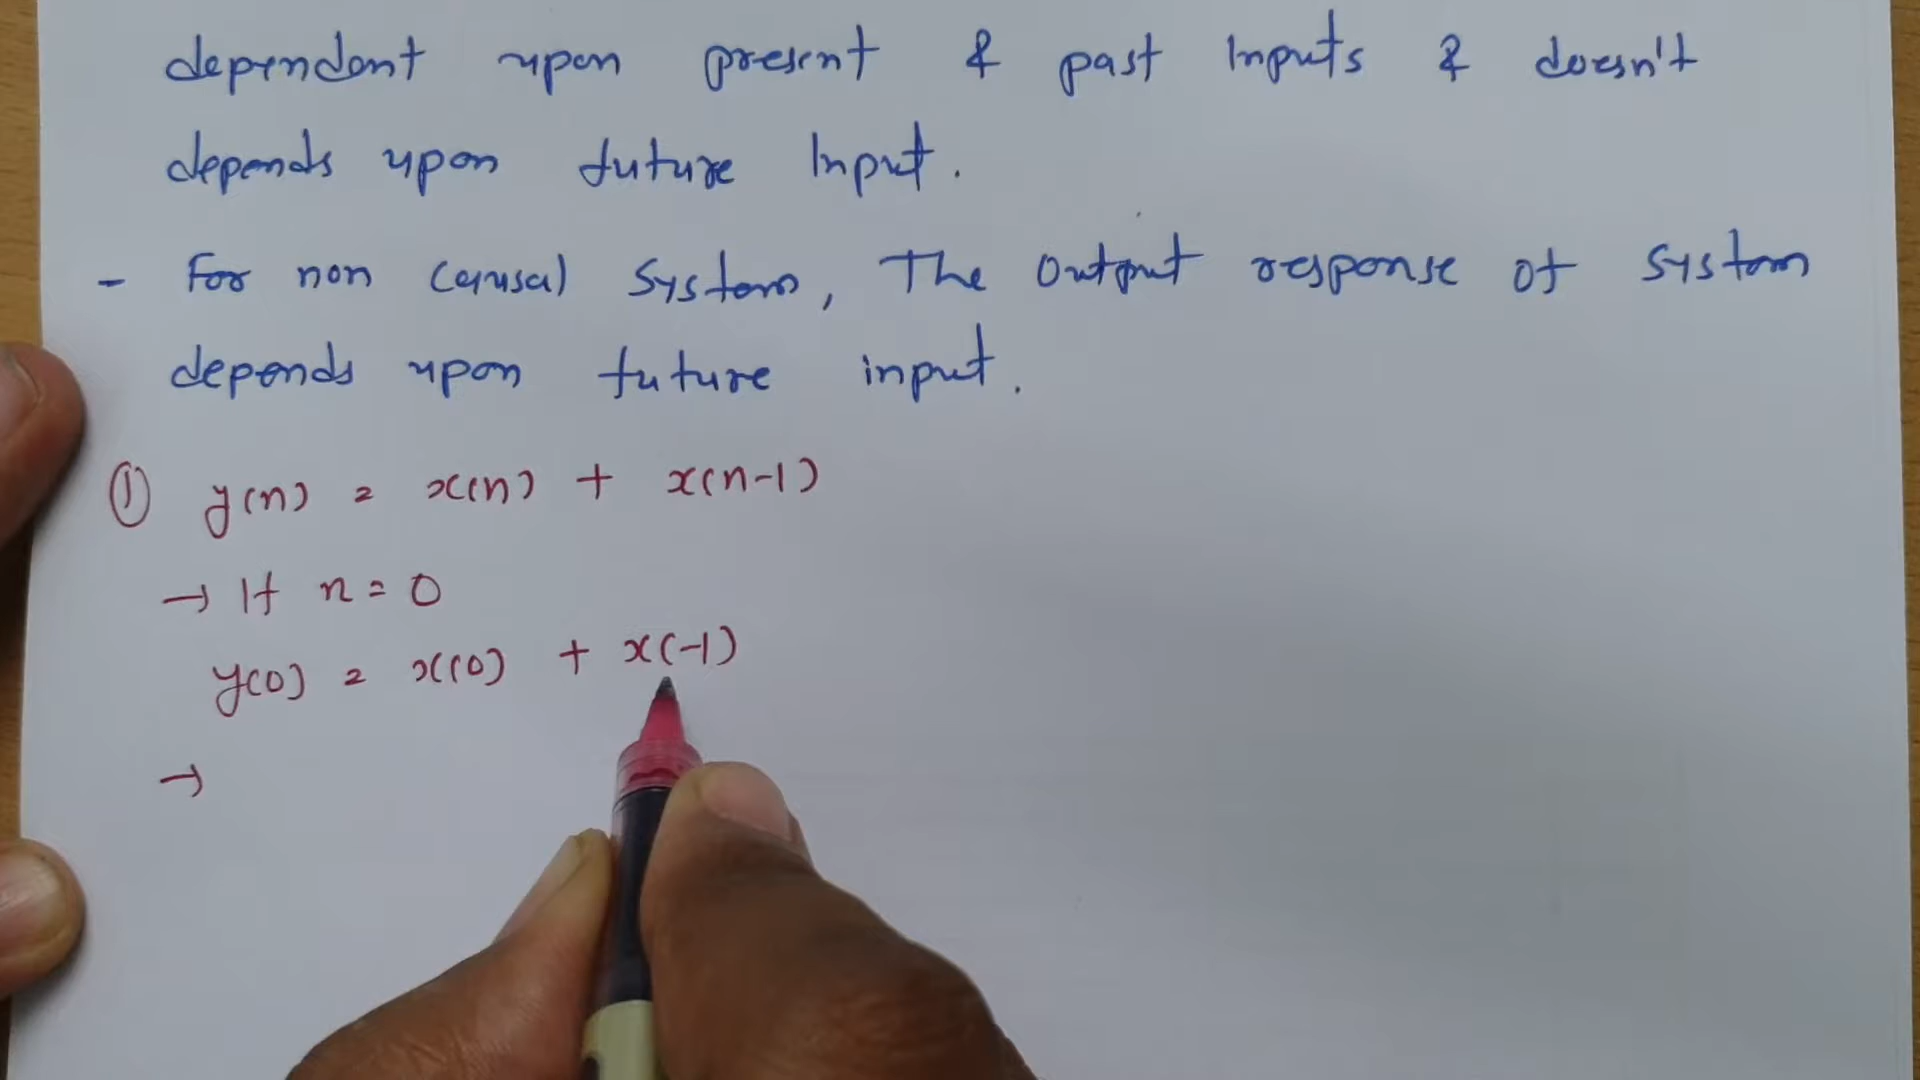 dependent upon present & past Inputs & doesn't
depends upon future Input.
- For non causal System, The Output response of System
depends upon future input.
① y(n) = x(n) + x(n-1)
→ If n = 0
y(0) = x(0) + x(-1)
→